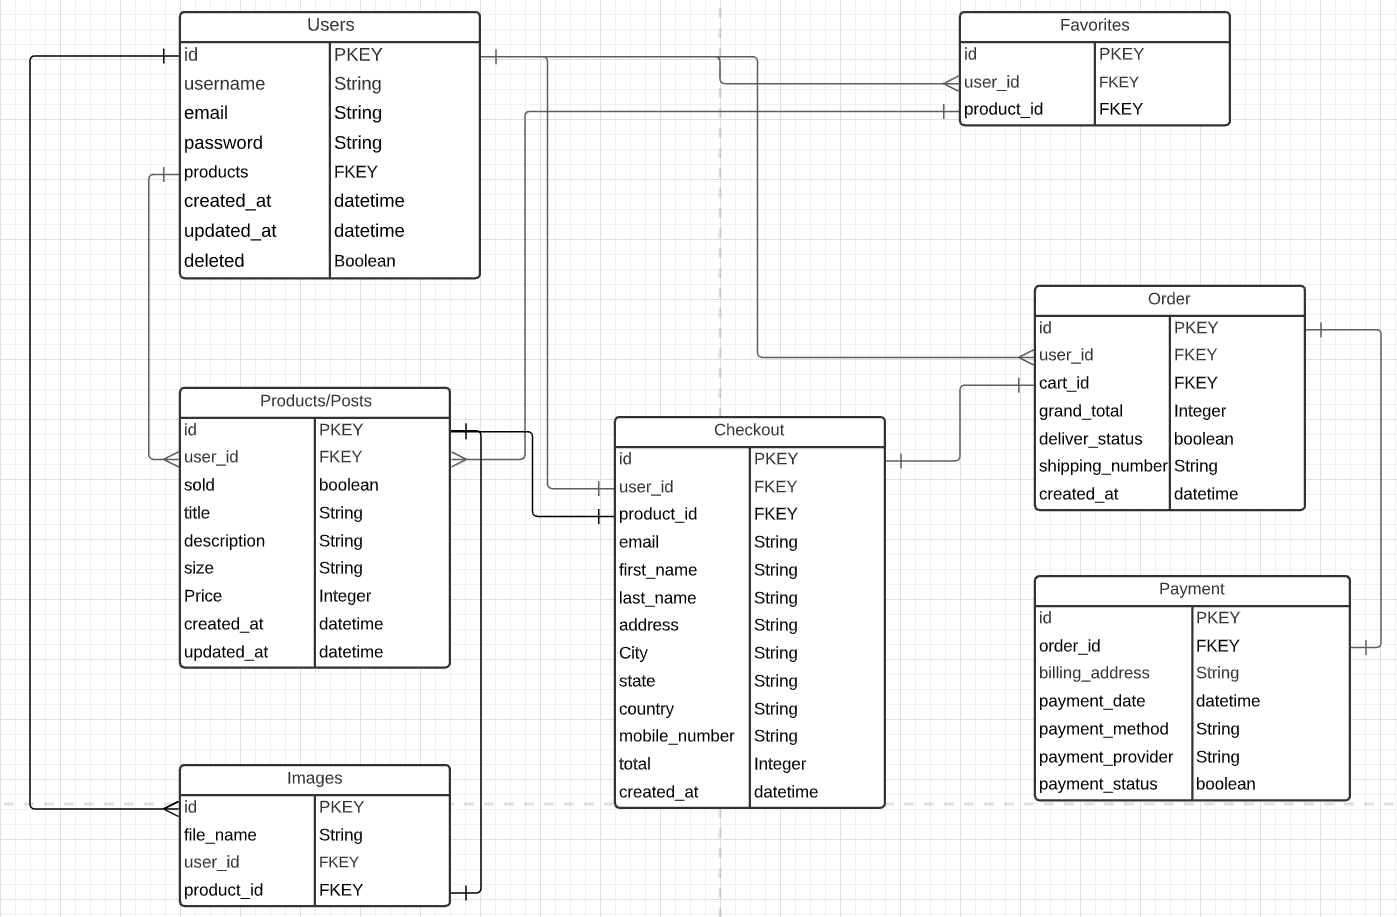 Users
id PKEY
username String
email String
password String
products FKEY
created_at datetime
updated_at datetime
deleted Boolean
Favorites
id PKEY
user_id FKEY
product_id FKEY
Order
id PKEY
user_id FKEY
cart_id FKEY
grand_total Integer
deliver_status boolean
shipping_number String
created_at datetime
Products/Posts
id PKEY
user_id FKEY
sold boolean
title String
description String
size String
Price Integer
created_at datetime
updated_at datetime
Checkout
id PKEY
user_id FKEY
product_id FKEY
email String
first_name String
last_name String
address String
City String
state String
country String
mobile_number String
total Integer
created_at datetime
Payment
id PKEY
order_id FKEY
billing_address String
payment_date datetime
payment_method String
payment_provider String
payment_status boolean
Images
id PKEY
file_name String
user_id FKEY
product_id FKEY